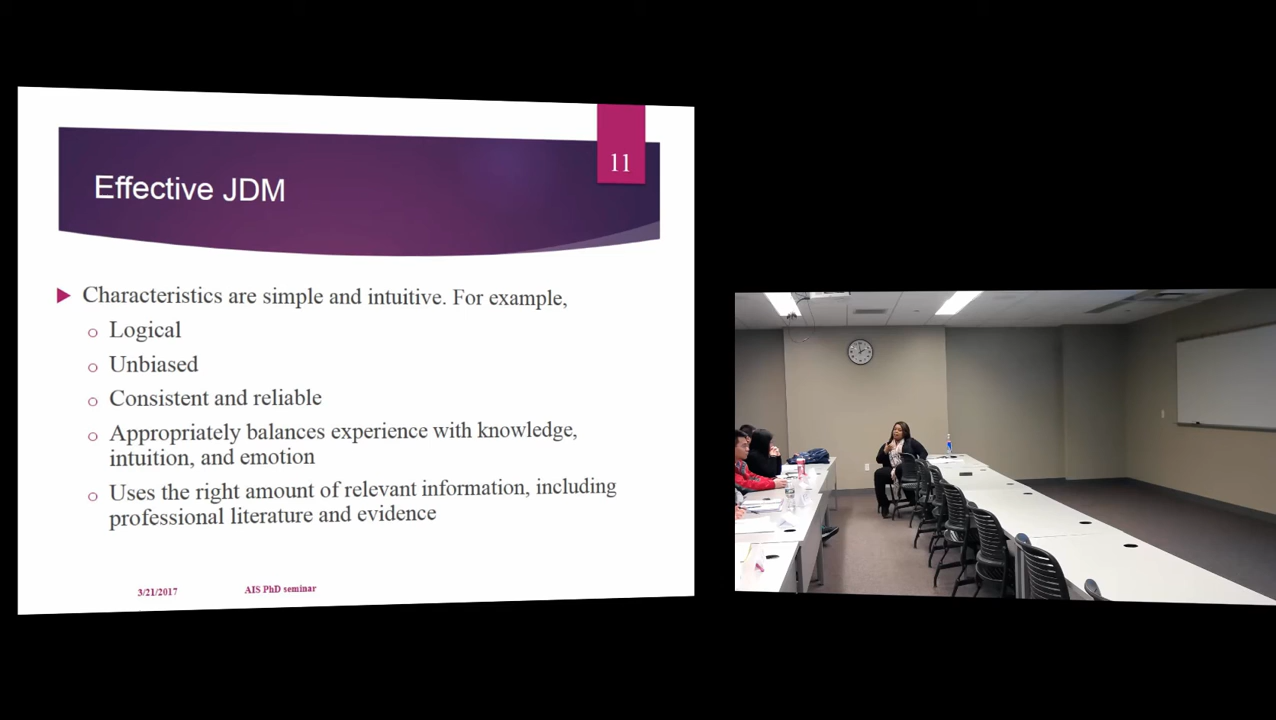 11
Effective JDM
Characteristics are simple and intuitive. For example,
Logical
Unbiased
Consistent and reliable
Appropriately balances experience with knowledge,
intuition, and emotion
Uses the right amount of relevant information, including
professional literature and evidence
3/21/2017 AIS PhD seminar